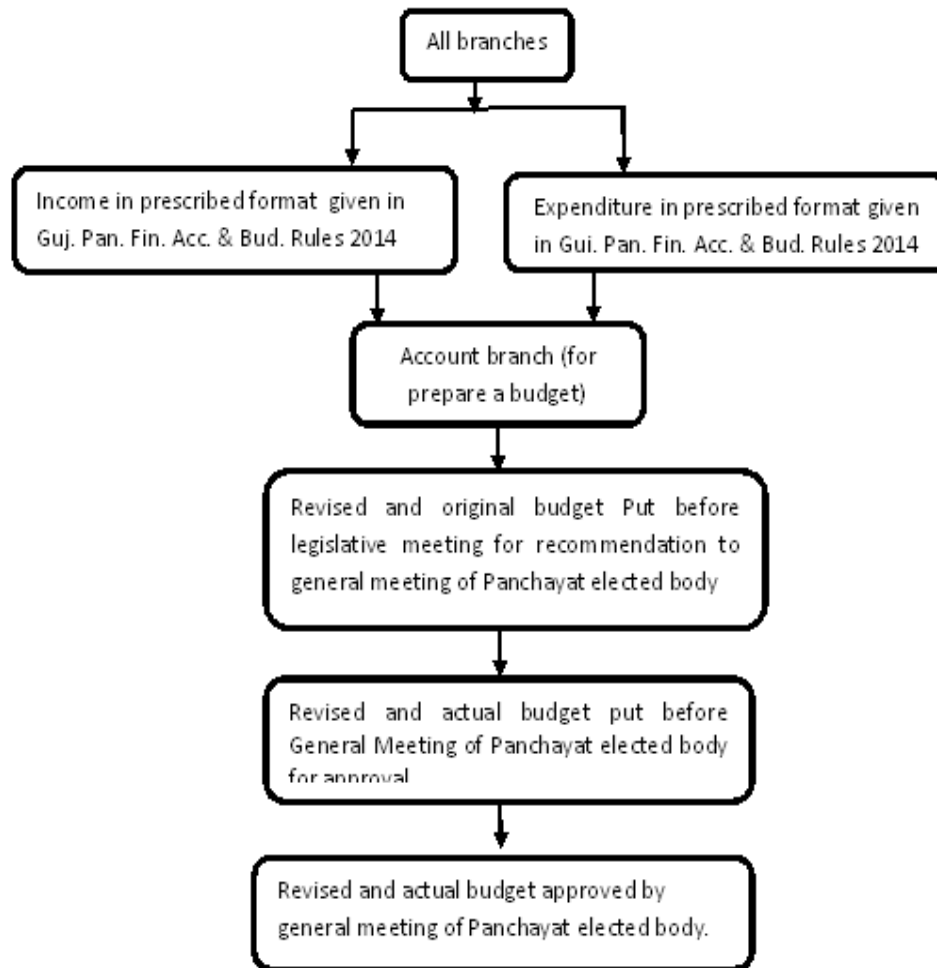 All branches
Income in prescribed format given in
Guj. Pan. Fin. Acc. & Bud. Rules 2014
Expenditure in prescribed format given
in Gui. Pan. Fin. Acc. & Bud. Rules 2014
Account branch (for
prepare a budget)
Revised and original budget Put before
legislative meeting for recommendation to
general meeting of Panchayat elected body
Revised and actual budget put before
General Meeting of Panchayat elected body
for approval
Revised and actual budget approved by
general meeting of Panchayat elected body.